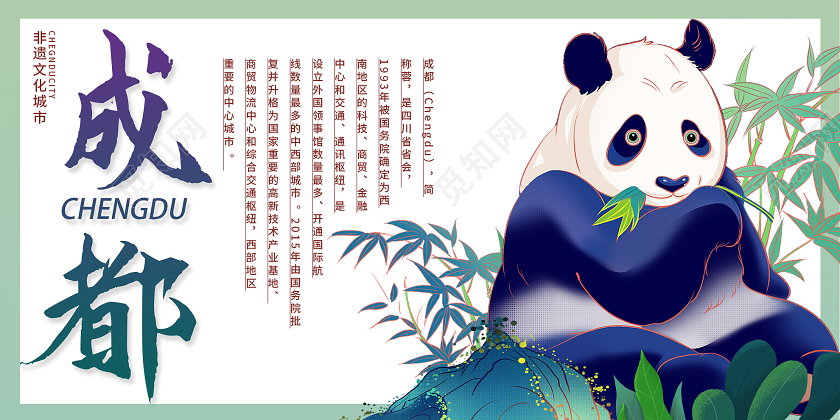 CHEGNDUCITY
非遗文化城市
成
CHENGDU
都
成都（Chengdu），简
称蓉，是四川省省会，
1993年被国务院确定为西
南地区的科技、商贸、金融
中心和交通、通讯枢纽，是
设立外国领事馆数量最多、开通国际航
线数量最多的中西部城市。2015年由国务院批
复并升格为国家重要的高新技术产业基地、
商贸物流中心和综合交通枢纽，西部地区
重要的中心城市。
觅知网